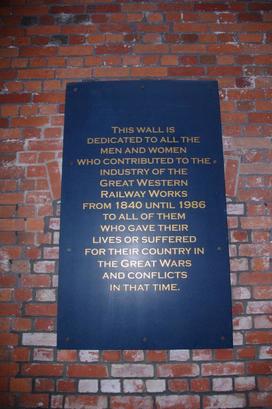 THIS WALL IS
DEDICATED TO ALL THE
MEN AND WOMEN
WHO CONTRIBUTED TO THE
INDUSTRY OF THE
GREAT WESTERN
RAILWAY WORKS
FROM 1840 UNTIL 1986
TO ALL OF THEM
WHO GAVE THEIR
LIVES OR SUFFERED
FOR THEIR COUNTRY IN
THE GREAT WARS
AND CONFLICTS
IN THAT TIME.